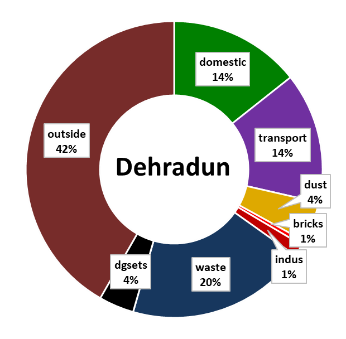 domestic
14%
transport
14%
dust
4%
bricks
1%
indus
1%
waste
20%
dgsets
4%
outside
42%
Dehradun